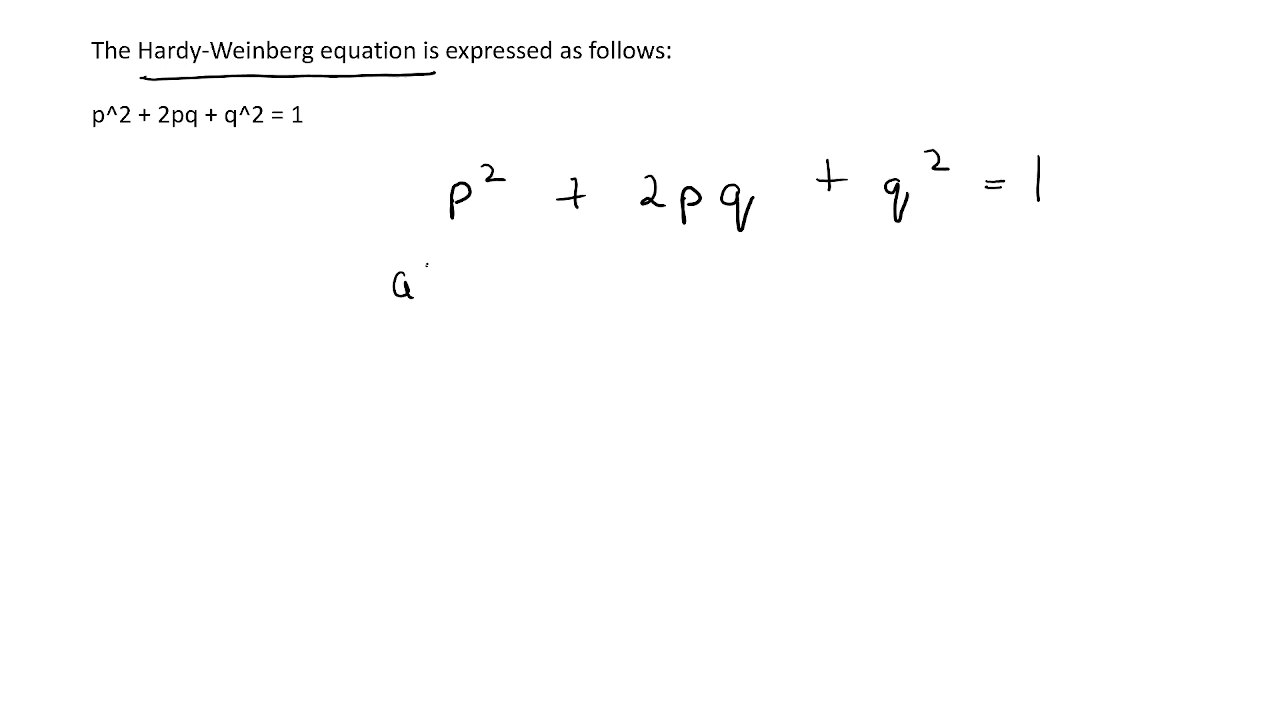 The Hardy-Weinberg equation is expressed as follows:
p^2 + 2pq + q^2 = 1
p² + 2pq + q² = 1
a